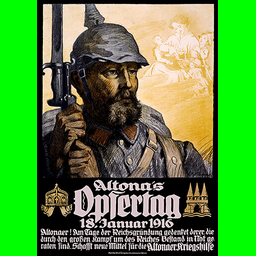 Altona's
Opfertag
18. Januar 1916
Altonaer! Am Tage der Reichsgründung gedenket derer, die
durch den großen Kampf um des Reiches Bestand in Not ge
raten sind. Schafft neue Mittel für die Altonaer Kriegshilfe